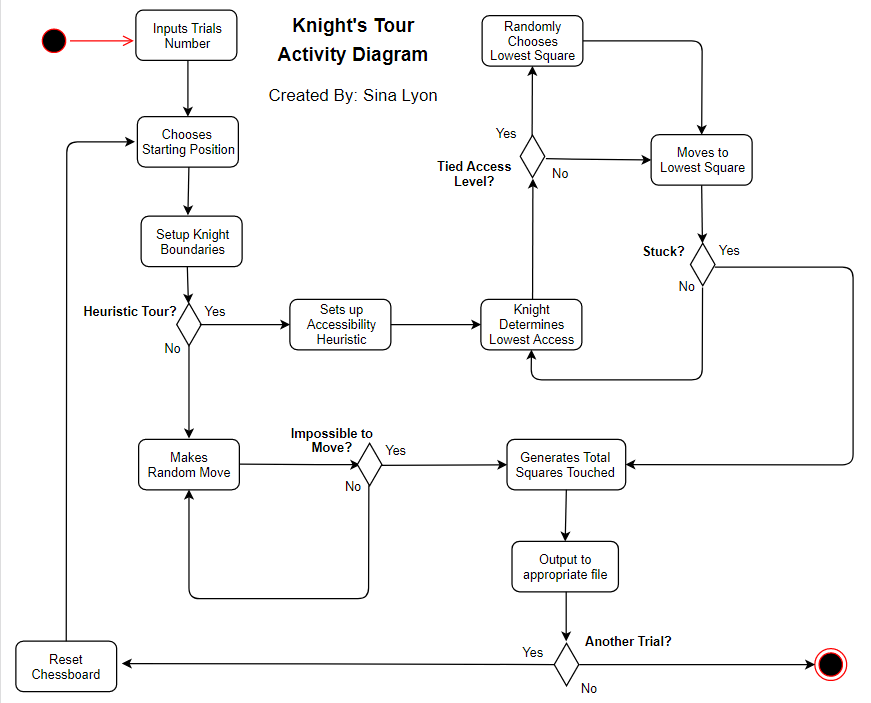 Knight's Tour
Activity Diagram
Created By: Sina Lyon
Inputs Trials
Number
Chooses
Starting Position
Setup Knight
Boundaries
Heuristic Tour?
Yes
No
Sets up
Accessibility
Heuristic
Knight
Determines
Lowest Access
Tied Access
Level?
Yes
No
Randomly
Chooses
Lowest Square
Moves to
Lowest Square
Stuck?
Yes
No
Makes
Random Move
Impossible to
Move?
Yes
No
Generates Total
Squares Touched
Output to
appropriate file
Another Trial?
Yes
No
Reset
Chessboard